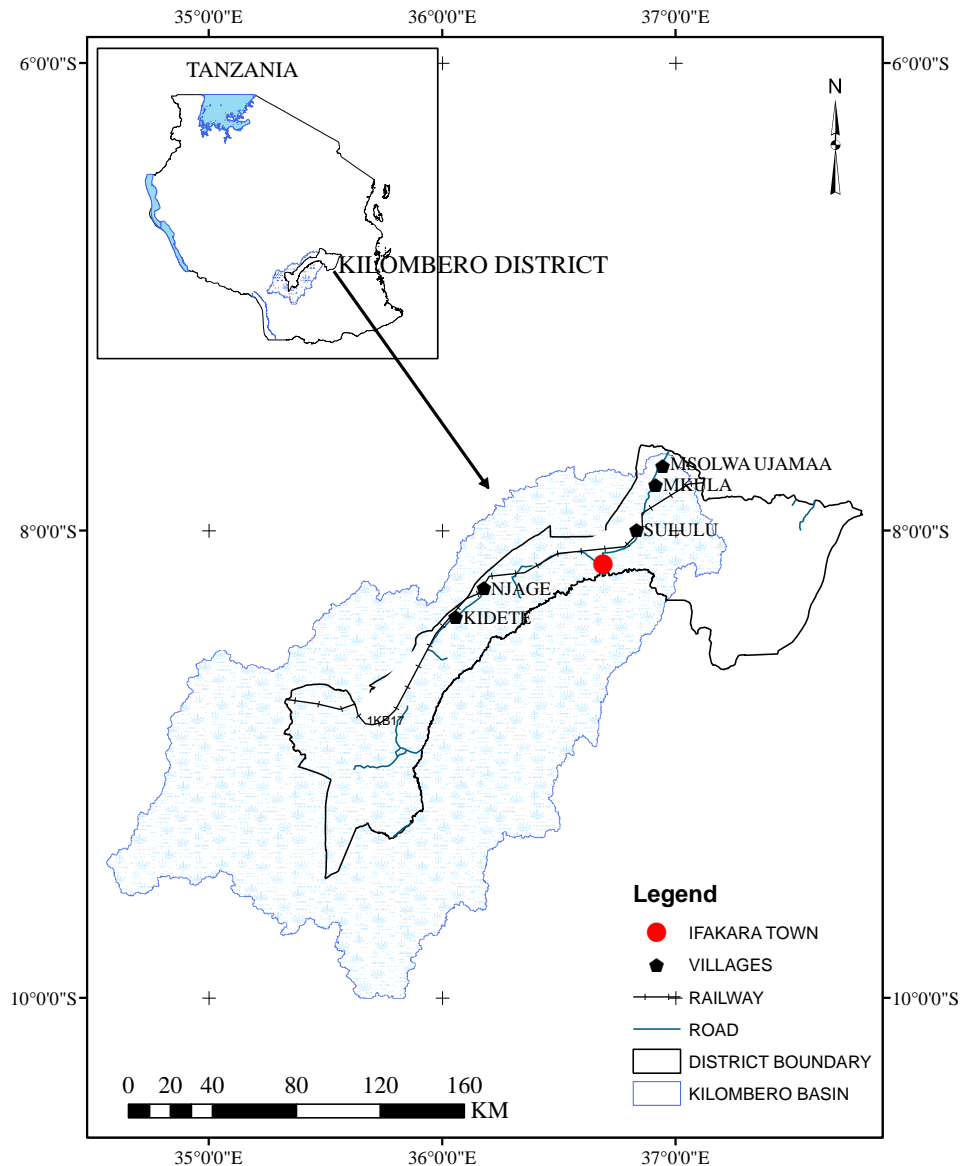 35°0'0"E 36°0'0"E 37°0'0"E
6°0'0"S 6°0'0"S
TANZANIA
N
KILOMBERO DISTRICT
MSOLWA UJAMAA
MKULA
8°0'0"S SULULU 8°0'0"S
NJAGE
KIDETE
1KB17
Legend
IFAKARA TOWN
VILLAGES
10°0'0"S RAILWAY 10°0'0"S
ROAD
DISTRICT BOUNDARY
KILOMBERO BASIN
0 20 40 80 120 160
KM
35°0'0"E 36°0'0"E 37°0'0"E